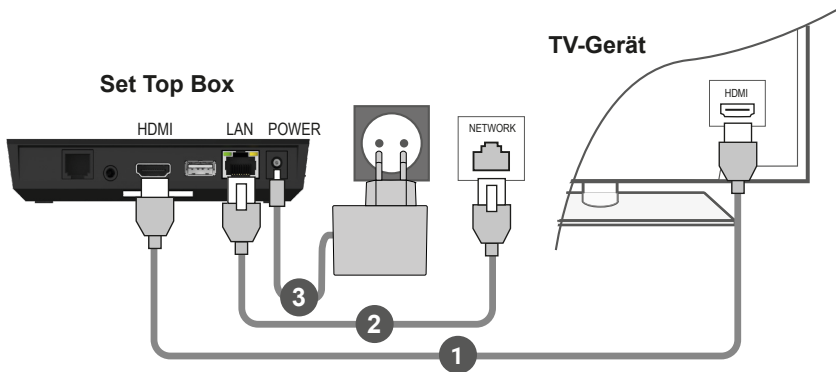 TV-Gerät
Set Top Box
HDMI
HDMI LAN POWER
NETWORK
3
2
1